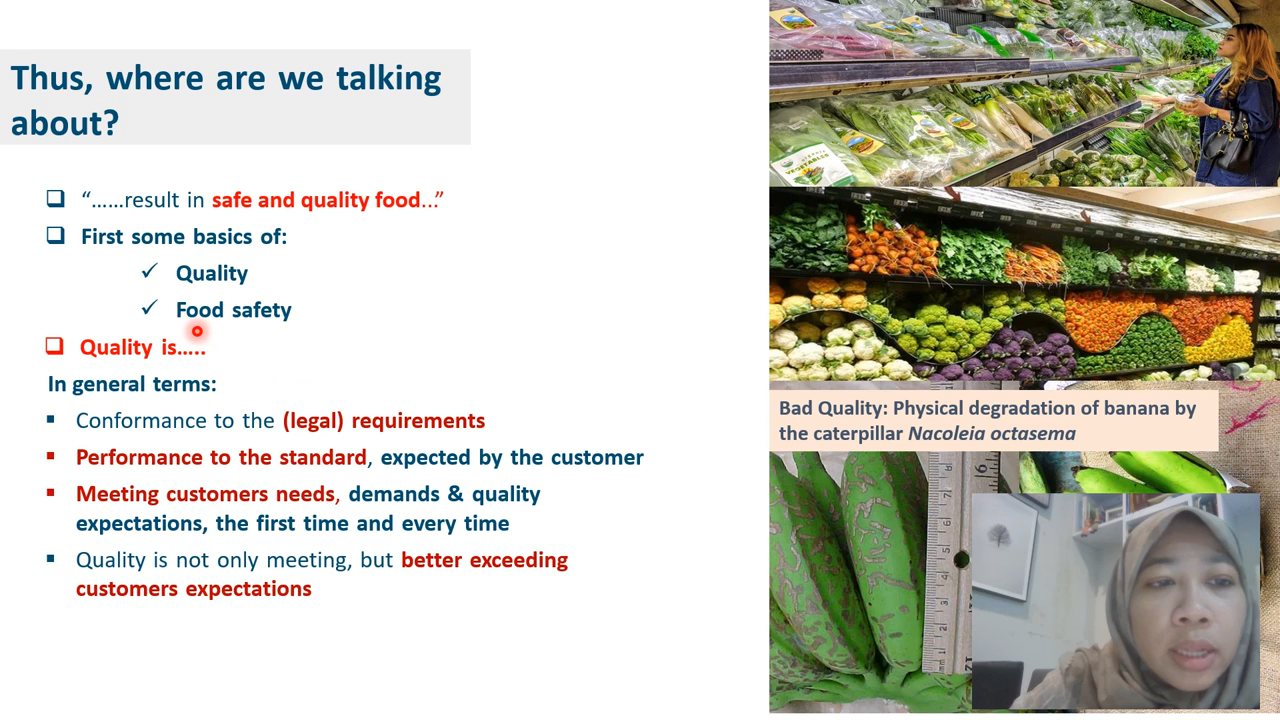 Thus, where are we talking
about?
“……result in safe and quality food…”
First some basics of:
Quality
Food safety
Quality is…..
In general terms:
Conformance to the (legal) requirements
Performance to the standard, expected by the customer
Meeting customers needs, demands & quality
expectations, the first time and every time
Quality is not only meeting, but better exceeding
customers expectations
VEGETABLES
Bad Quality: Physical degradation of banana by
the caterpillar Nacoleia octasema